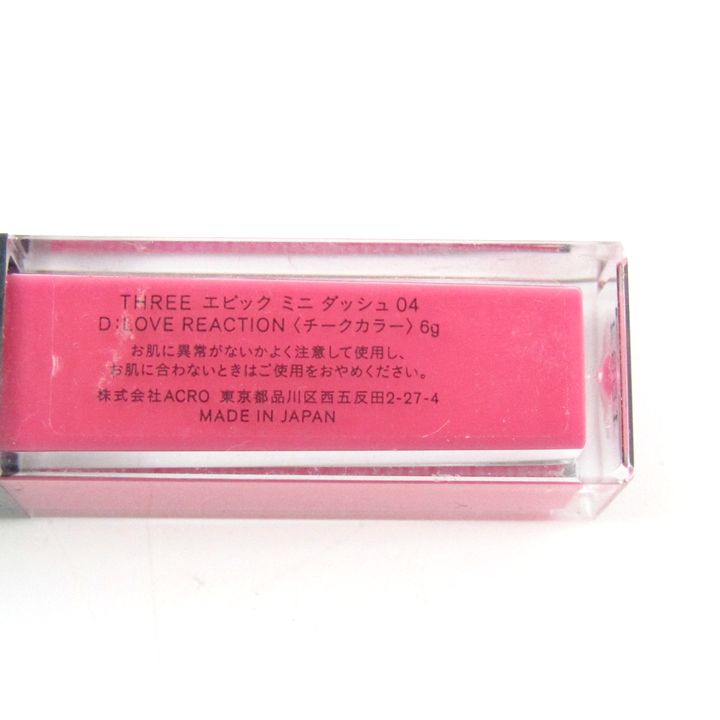 THREE エピック ミニ ダッシュ 04
D:LOVE REACTION〈チークカラー〉6g
お肌に異常がないかよく注意して使用し、
お肌に合わないときはご使用をおやめください。
株式会社ACRO 東京都品川区西五反田2-27-4
MADE IN JAPAN